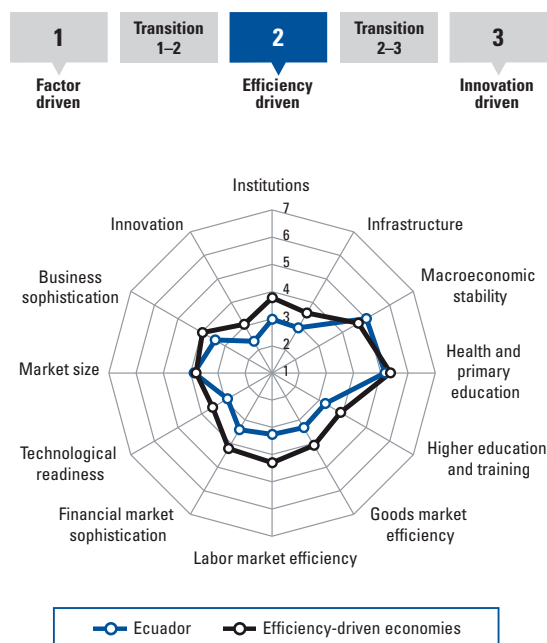 1
Transition
1–2
2
Transition
2–3
3
Factor
driven
Efficiency
driven
Innovation
driven
Institutions
7
6
5
4
3
2
1
Infrastructure
Macroeconomic
stability
Health and
primary
education
Higher education
and training
Goods market
efficiency
Labor market efficiency
Financial market
sophistication
Technological
readiness
Market size
Business
sophistication
Innovation
Ecuador
Efficiency-driven economies